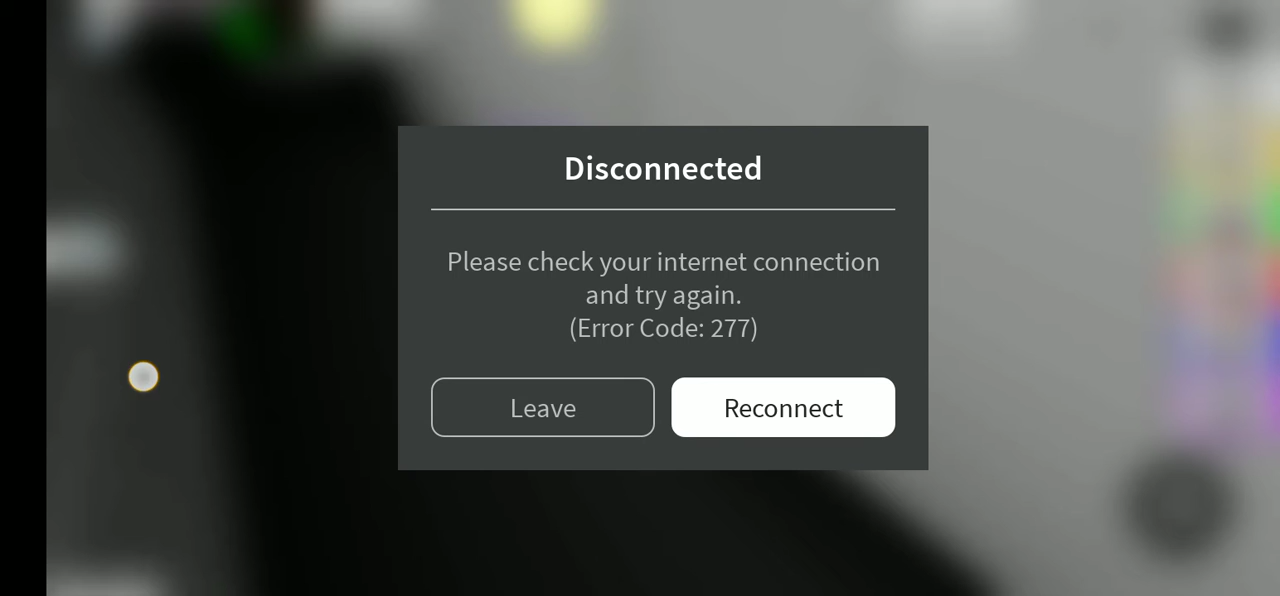 Disconnected
Please check your internet connection
and try again.
(Error Code: 277)
Leave
Reconnect